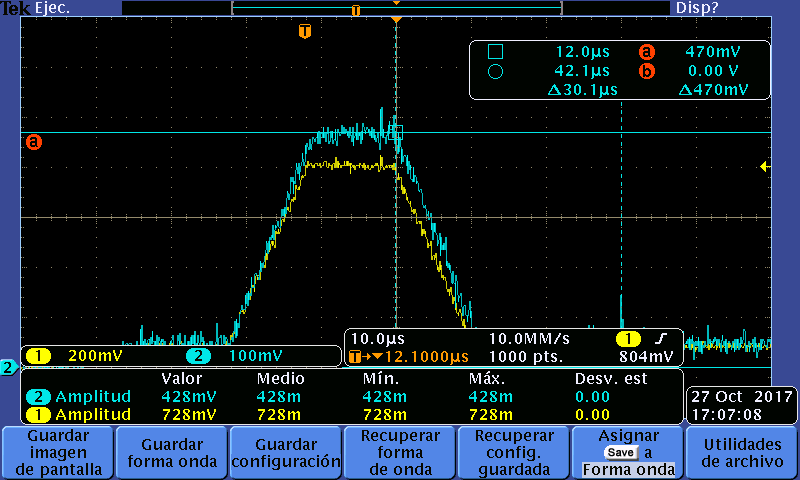 Tek Ejec. Disp?
T
T
12.0µs a 470mV
42.1µs b 0.00 V
Δ30.1µs Δ470mV
a
1 200mV 2 100mV
10.0µs 10.0MM/s 1
T→▼12.1000µs 1000 pts. 804mV
2
Valor Medio Mín. Máx. Desv. est
2 Amplitud 428mV 428m 428m 428m 0.00
1 Amplitud 728mV 728m 728m 728m 0.00
27 Oct 2017
17:07:08
Guardar imagen de pantalla
Guardar forma onda
Guardar configuración
Recuperar forma de onda
Recuperar config. guardada
Asignar Save a Forma onda
Utilidades de archivo